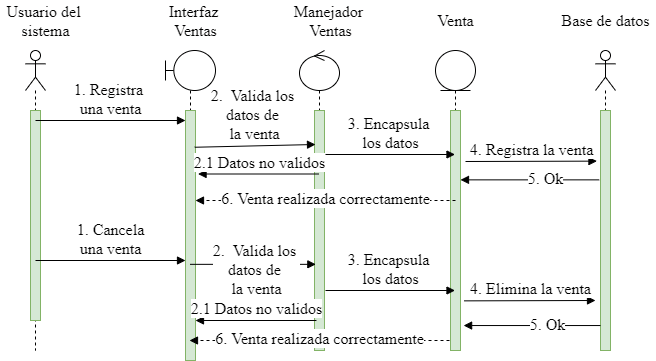 Usuario del
sistema
Interfaz
Ventas
Manejador
Ventas
Venta
Base de datos
1. Registra
una venta
2.  Valida los
datos de
la venta
3. Encapsula
los datos
4. Registra la venta
2.1 Datos no validos
5. Ok
6. Venta realizada correctamente
1. Cancela
una venta
2.  Valida los
datos de
la venta
3. Encapsula
los datos
4. Elimina la venta
2.1 Datos no validos
5. Ok
6. Venta realizada correctamente